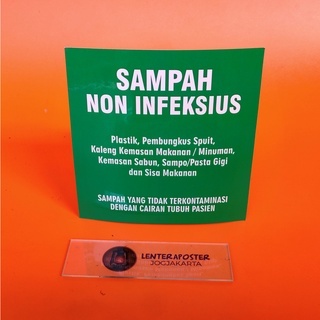 SAMPAH
NON INFEKSIUS
Plastik, Pembungkus Spuit,
Kaleng Kemasan Makanan / Minuman,
Kemasan Sabun, Sampo/Pasta Gigi
dan Sisa Makanan
SAMPAH YANG TIDAK TERKONTAMINASI
DENGAN CAIRAN TUBUH PASIEN
LENTERAPOSTER
JOGJAKARTA